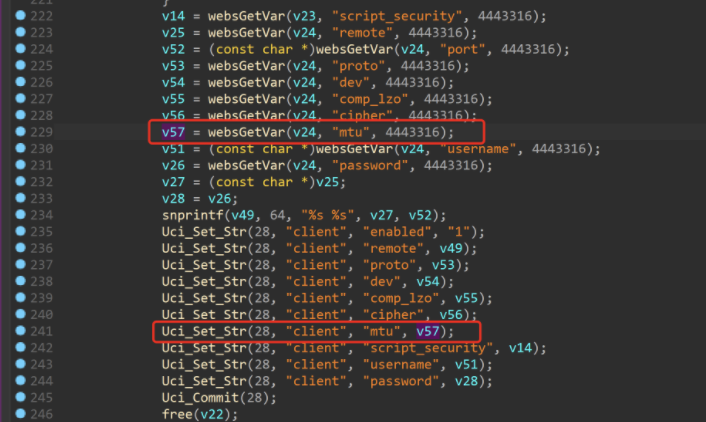 221 }
222 v14 = websGetVar(v23, "script_security", 4443316);
223 v25 = websGetVar(v24, "remote", 4443316);
224 v52 = (const char *)websGetVar(v24, "port", 4443316);
225 v53 = websGetVar(v24, "proto", 4443316);
226 v54 = websGetVar(v24, "dev", 4443316);
227 v55 = websGetVar(v24, "comp_lzo", 4443316);
228 v56 = websGetVar(v24, "cipher", 4443316);
229 v57 = websGetVar(v24, "mtu", 4443316);
230 v51 = (const char *)websGetVar(v24, "username", 4443316);
231 v26 = websGetVar(v24, "password", 4443316);
232 v27 = (const char *)v25;
233 v28 = v26;
234 snprintf(v49, 64, "%s %s", v27, v52);
235 Uci_Set_Str(28, "client", "enabled", "1");
236 Uci_Set_Str(28, "client", "remote", v49);
237 Uci_Set_Str(28, "client", "proto", v53);
238 Uci_Set_Str(28, "client", "dev", v54);
239 Uci_Set_Str(28, "client", "comp_lzo", v55);
240 Uci_Set_Str(28, "client", "cipher", v56);
241 Uci_Set_Str(28, "client", "mtu", v57);
242 Uci_Set_Str(28, "client", "script_security", v14);
243 Uci_Set_Str(28, "client", "username", v51);
244 Uci_Set_Str(28, "client", "password", v28);
245 Uci_Commit(28);
246 free(v22);